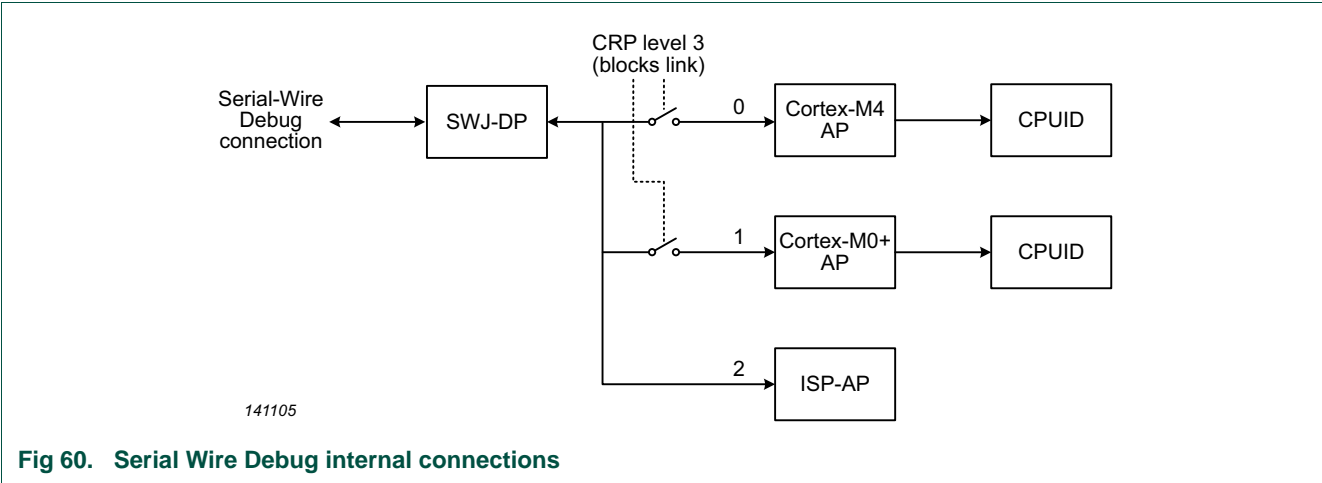 CRP level 3
(blocks link)
Serial-Wire
Debug
connection
SWJ-DP
0
Cortex-M4
AP
CPUID
1
Cortex-M0+
AP
CPUID
2
ISP-AP
141105
Fig 60. Serial Wire Debug internal connections